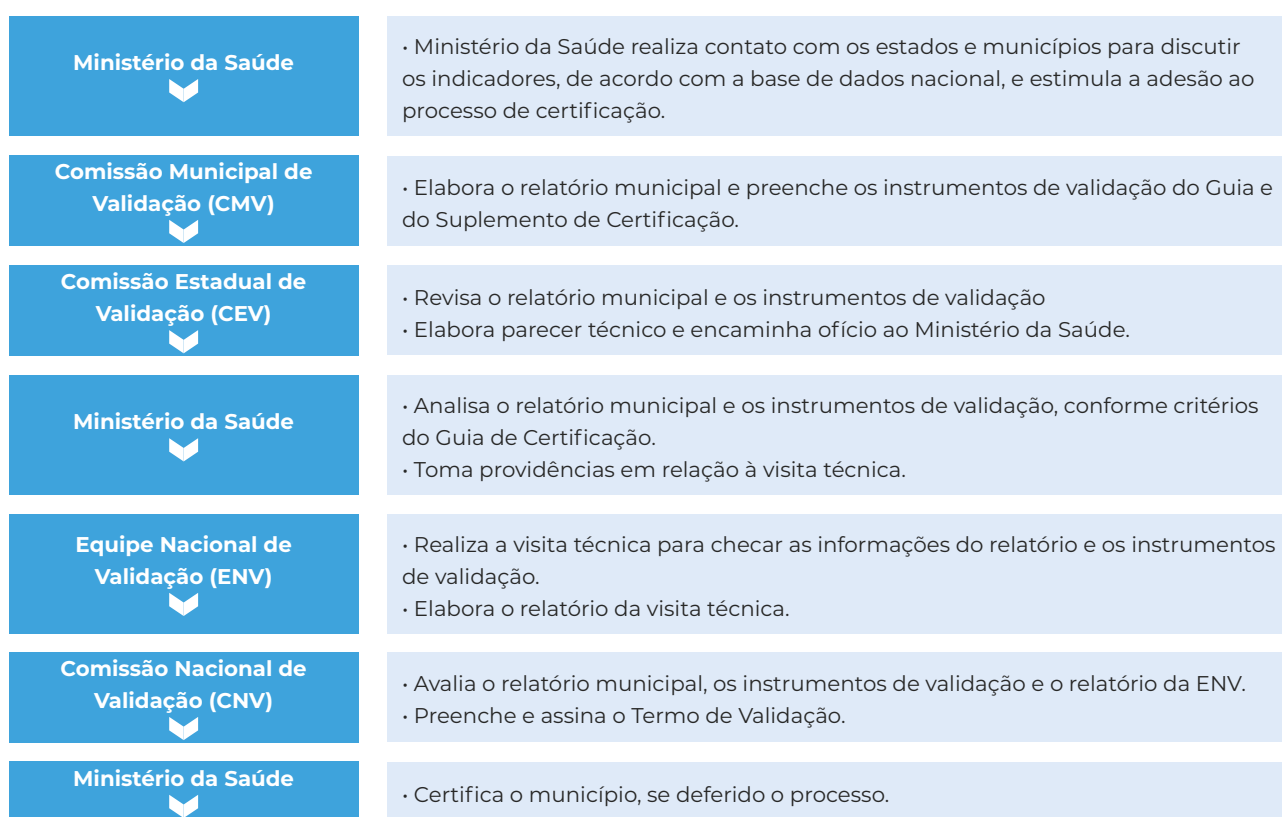 Ministério da Saúde
· Ministério da Saúde realiza contato com os estados e municípios para discutir
os indicadores, de acordo com a base de dados nacional, e estimula a adesão ao
processo de certificação.
Comissão Municipal de
Validação (CMV)
· Elabora o relatório municipal e preenche os instrumentos de validação do Guia e
do Suplemento de Certificação.
Comissão Estadual de
Validação (CEV)
· Revisa o relatório municipal e os instrumentos de validação
· Elabora parecer técnico e encaminha ofício ao Ministério da Saúde.
Ministério da Saúde
· Analisa o relatório municipal e os instrumentos de validação, conforme critérios
do Guia de Certificação.
· Toma providências em relação à visita técnica.
Equipe Nacional de
Validação (ENV)
· Realiza a visita técnica para checar as informações do relatório e os instrumentos
de validação.
· Elabora o relatório da visita técnica.
Comissão Nacional de
Validação (CNV)
· Avalia o relatório municipal, os instrumentos de validação e o relatório da ENV.
· Preenche e assina o Termo de Validação.
Ministério da Saúde
· Certifica o município, se deferido o processo.